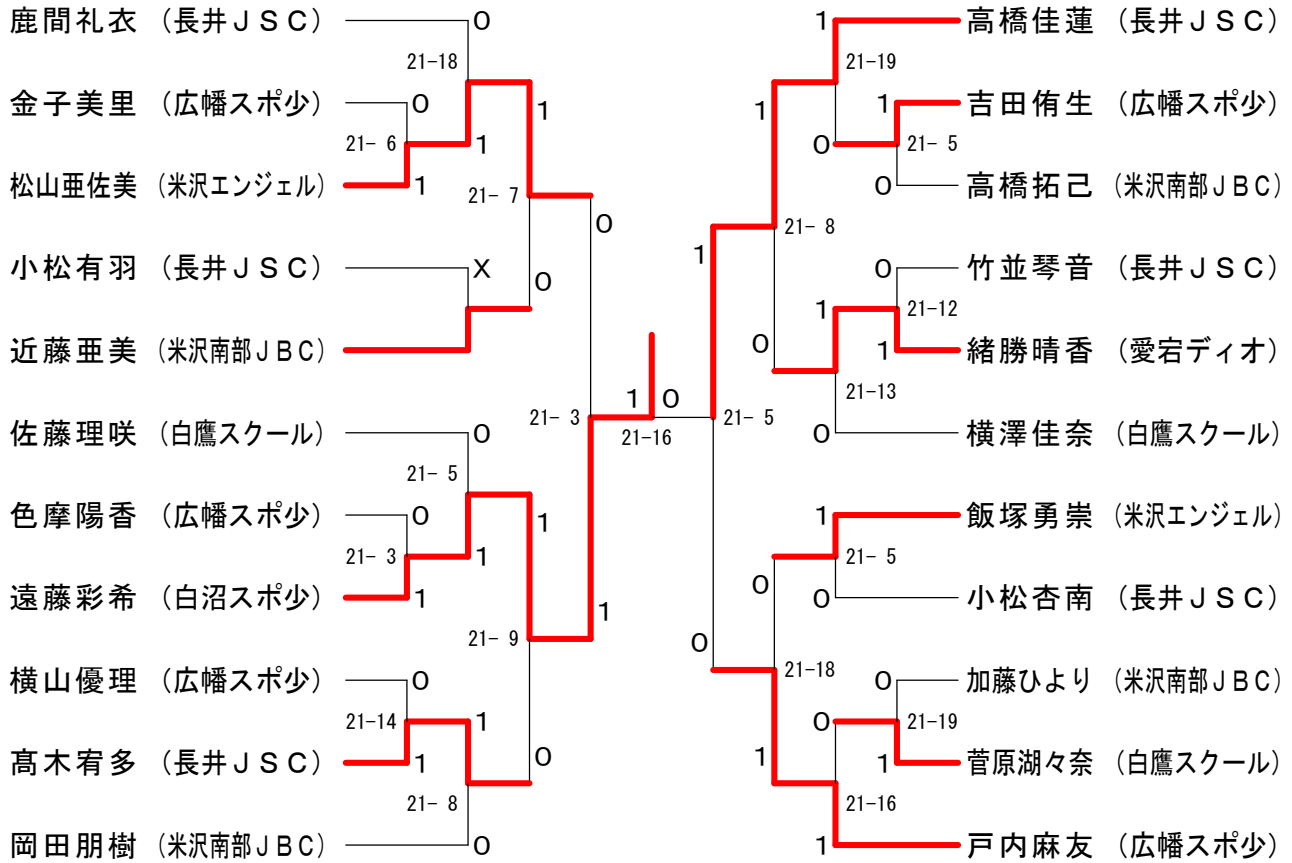 鹿間礼衣 (長井ＪＳＣ) 0
21-18
金子美里 (広幡スポ少) 0 1
21- 6 1
松山亜佐美 (米沢エンジェル) 1
21- 7 0
小松有羽 (長井ＪＳＣ) X
0
近藤亜美 (米沢南部ＪＢＣ)
21- 3
佐藤理咲 (白鷹スクール) 0
21- 5
色摩陽香 (広幡スポ少) 0 1
21- 3 1
遠藤彩希 (白沼スポ少) 1 1
21- 9
横山優理 (広幡スポ少) 0
21-14 1
髙木宥多 (長井ＪＳＣ) 1 0
21- 8
岡田朋樹 (米沢南部ＪＢＣ) 0
1 0
21-16
1 高橋佳蓮 (長井ＪＳＣ)
21-19
1 1 吉田侑生 (広幡スポ少)
0 21- 5
0 高橋拓己 (米沢南部ＪＢＣ)
1 21- 8
0 竹並琴音 (長井ＪＳＣ)
1 21-12
0 1 緒勝晴香 (愛宕ディオ)
21-13
21- 5
0 横澤佳奈 (白鷹スクール)
1 飯塚勇崇 (米沢エンジェル)
21- 5
0 0 小松杏南 (長井ＪＳＣ)
0 21-18
0 加藤ひより (米沢南部ＪＢＣ)
0 21-19
1 1 菅原湖々奈 (白鷹スクール)
21-16
1 戸内麻友 (広幡スポ少)